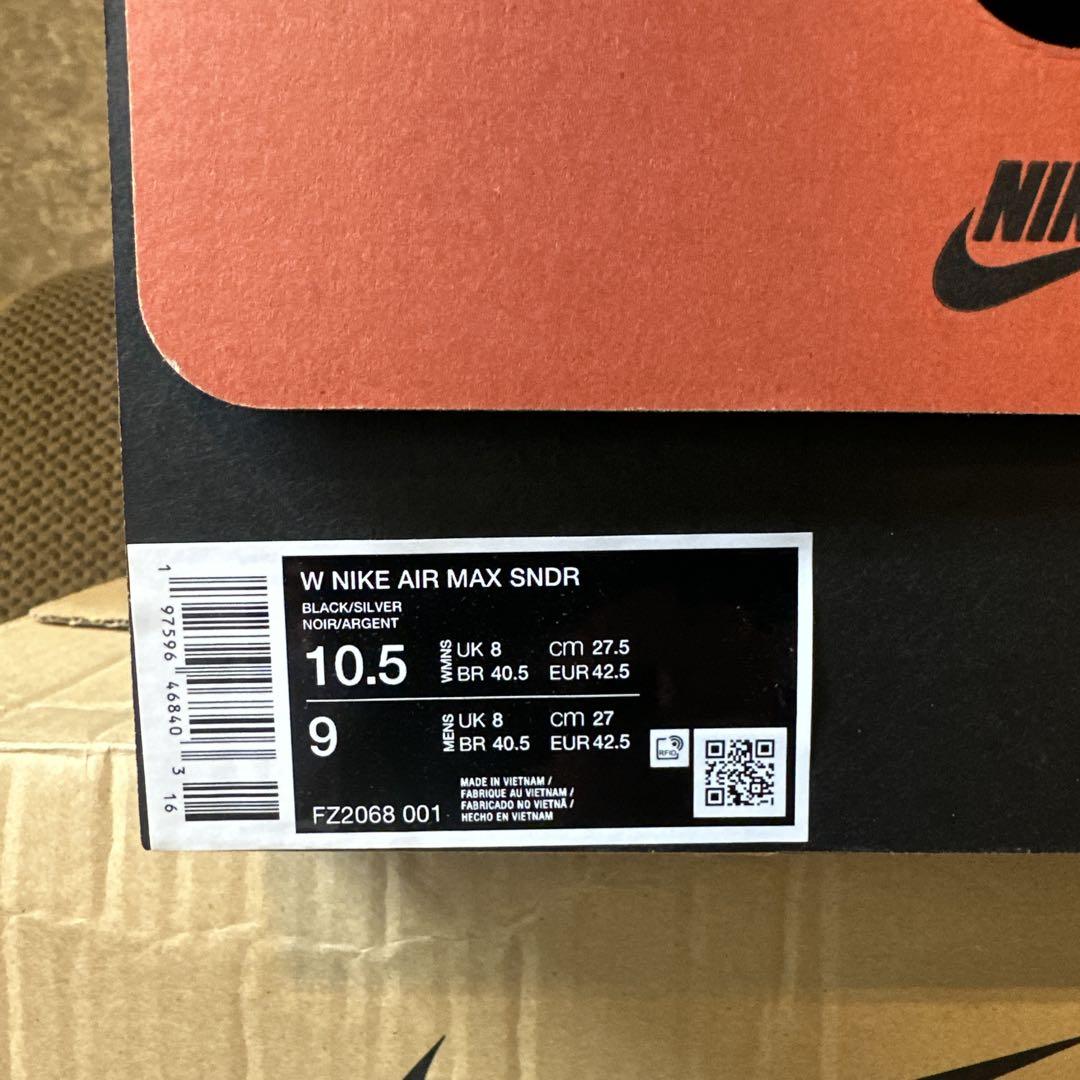 NIK
W NIKE AIR MAX SNDR
BLACK/SILVER
NOIR/ARGENT
10.5 WMNS UK 8 cm 27.5
BR 40.5 EUR 42.5
9 MENS UK 8 cm 27
BR 40.5 EUR 42.5
RFID
MADE IN VIETNAM /
FABRIQUE AU VIETNAM /
FABRICADO NO VIETNÃ /
HECHO EN VIETNAM
FZ2068 001
1 97596 46840 3 16